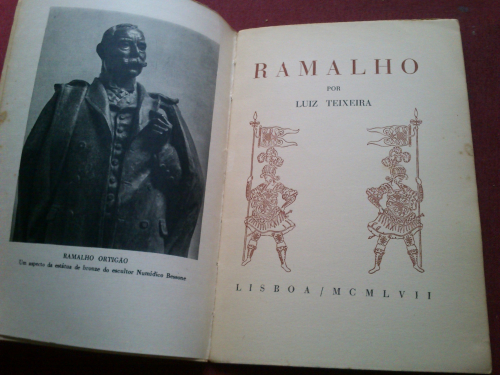 RAMALHO ORTIGÃO
Um aspecto da estátua de bronze do escultor Numídico Bessone
RAMALHO
POR
LUIZ TEIXEIRA
LISBOA / MCMLVII